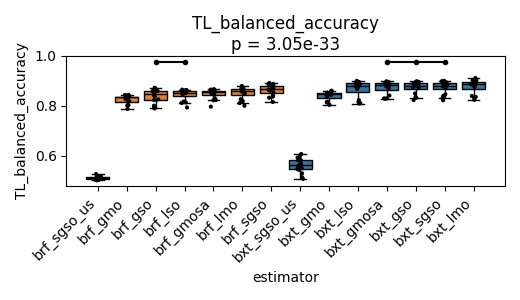 TL_balanced_accuracy
p = 3.05e-33
TL_balanced_accuracy
1.0
0.8
0.6
brf_sgso_us
brf_gmo
brf_gso
brf_lso
brf_gmosa
brf_lmo
brf_sgso
bxt_sgso_us
bxt_gmo
bxt_lso
bxt_gmosa
bxt_gso
bxt_sgso
bxt_lmo
estimator